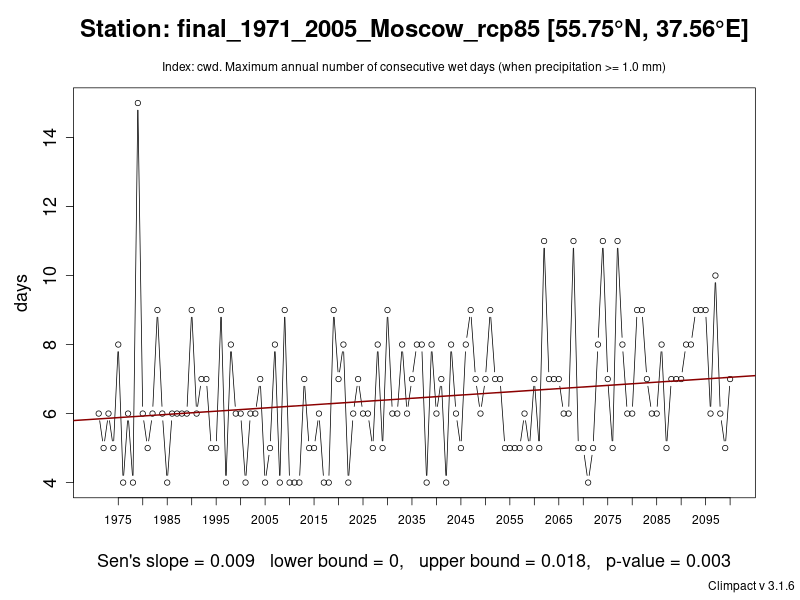 Station: final_1971_2005_Moscow_rcp85 [55.75°N, 37.56°E]
Index: cwd. Maximum annual number of consecutive wet days (when precipitation >= 1.0 mm)
14
12
10
8
6
4
days
1975 1985 1995 2005 2015 2025 2035 2045 2055 2065 2075 2085 2095
Sen's slope = 0.009 lower bound = 0, upper bound = 0.018, p-value = 0.003
Climpact v 3.1.6